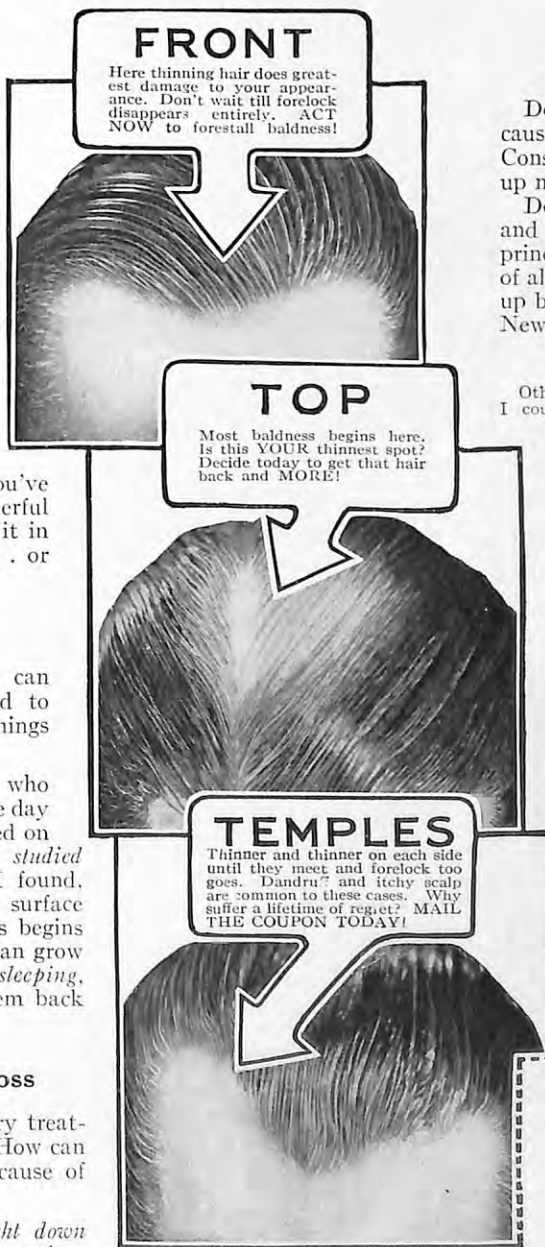 FRONT
Here thinning hair does great-
est damage to your appear-
ance. Don't wait till forelock
disappears entirely. ACT
NOW to forestall baldness!
TOP
Most baldness begins here.
Is this YOUR thinnest spot?
Decide today to get that hair
back and MORE!
TEMPLES
Thinner and thinner on each side
until they meet and forelock too
goes. Dandruff and itchy scalp
are common to these cases. Why
suffer a lifetime of regret? MAIL
THE COUPON TODAY!
ou've
erful
it in
. or
can
d to
nings
who
e day
ed on
studied
found,
surface
s begins
an grow
sleeping,
em back
oss
ry treat-
How can
cause of
ht down
D
caus
Cons
up n
D
and
princ
of al
up b
New
Oth
I cou